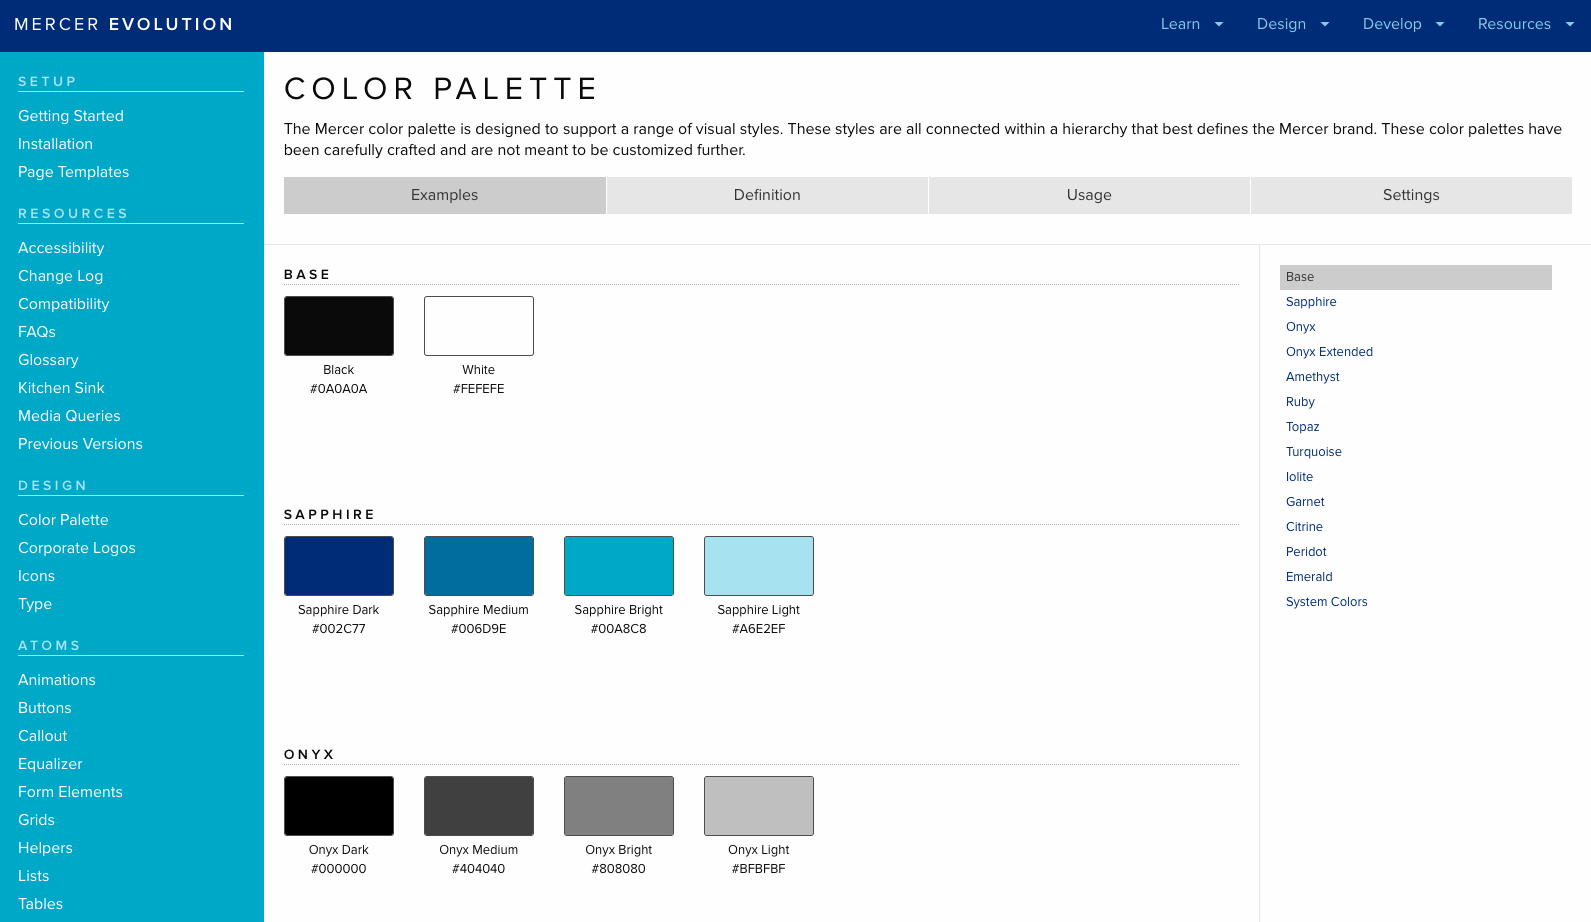 MERCER EVOLUTION
Learn Design Develop Resources
SETUP
Getting Started
Installation
Page Templates
RESOURCES
Accessibility
Change Log
Compatibility
FAQs
Glossary
Kitchen Sink
Media Queries
Previous Versions
DESIGN
Color Palette
Corporate Logos
Icons
Type
ATOMS
Animations
Buttons
Callout
Equalizer
Form Elements
Grids
Helpers
Lists
Tables
COLOR PALETTE
The Mercer color palette is designed to support a range of visual styles. These styles are all connected within a hierarchy that best defines the Mercer brand. These color palettes have
been carefully crafted and are not meant to be customized further.
Examples Definition Usage Settings
BASE
Black White
#0A0A0A #FEFEFE
SAPPHIRE
Sapphire Dark Sapphire Medium Sapphire Bright Sapphire Light
#002C77 #006D9E #00A8C8 #A6E2EF
ONYX
Onyx Dark Onyx Medium Onyx Bright Onyx Light
#000000 #404040 #808080 #BFBFBF
Base
Sapphire
Onyx
Onyx Extended
Amethyst
Ruby
Topaz
Turquoise
Iolite
Garnet
Citrine
Peridot
Emerald
System Colors